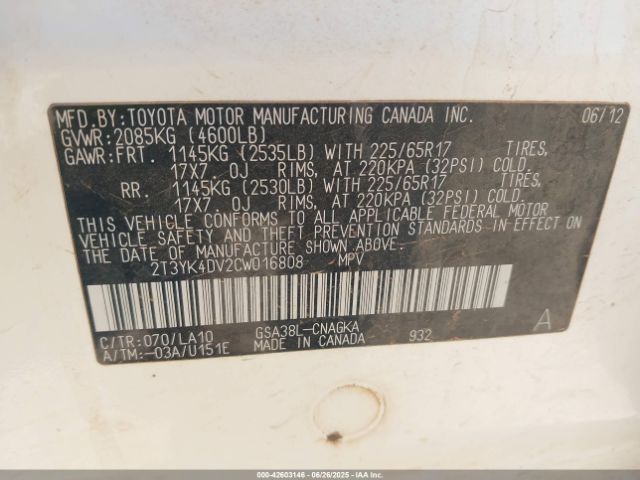 MFD.BY:TOYOTA MOTOR MANUFACTURING CANADA INC. 06/12
GVWR:2085KG (4600LB)
GAWR:FRT. 1145KG (2535LB) WITH 225/65R17 TIRES,
17X7.0J RIMS, AT 220KPA (32PSI) COLD.
RR. 1145KG (2530LB) WITH 225/65R17 TIRES,
17X7.0J RIMS, AT 220KPA (32PSI) COLD.
THIS VEHICLE CONFORMS TO ALL APPLICABLE FEDERAL MOTOR
VEHICLE SAFETY AND THEFT PREVENTION STANDARDS IN EFFECT ON
THE DATE OF MANUFACTURE SHOWN ABOVE.
2T3YK4DV2CW016808 MPV
C/TR:070/LA10 GSA38L-CNAGKA A
A/TM:-03A/U151E MADE IN CANADA 932
000-42603146 - 06/26/2025 - IAAI.COM